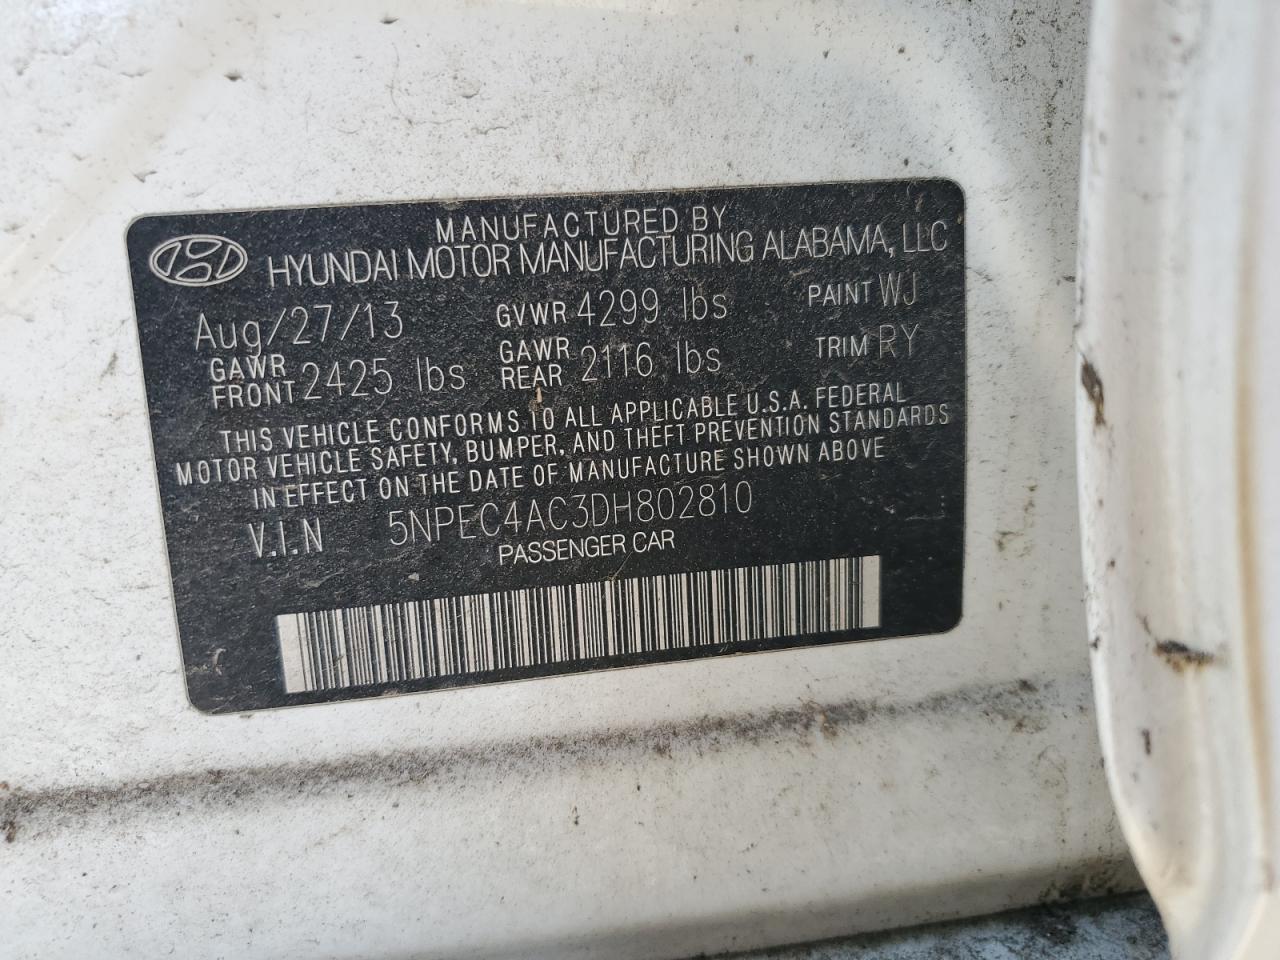 MANUFACTURED BY
HYUNDAI MOTOR MANUFACTURING ALABAMA, LLC
Aug/27/13 GVWR 4299 lbs PAINT WJ
GAWR FRONT 2425 lbs GAWR REAR 2116 lbs TRIM RY
THIS VEHICLE CONFORMS TO ALL APPLICABLE U.S.A. FEDERAL
MOTOR VEHICLE SAFETY, BUMPER, AND THEFT PREVENTION STANDARDS
IN EFFECT ON THE DATE OF MANUFACTURE SHOWN ABOVE
V.I.N 5NPEC4AC3DH802810
PASSENGER CAR